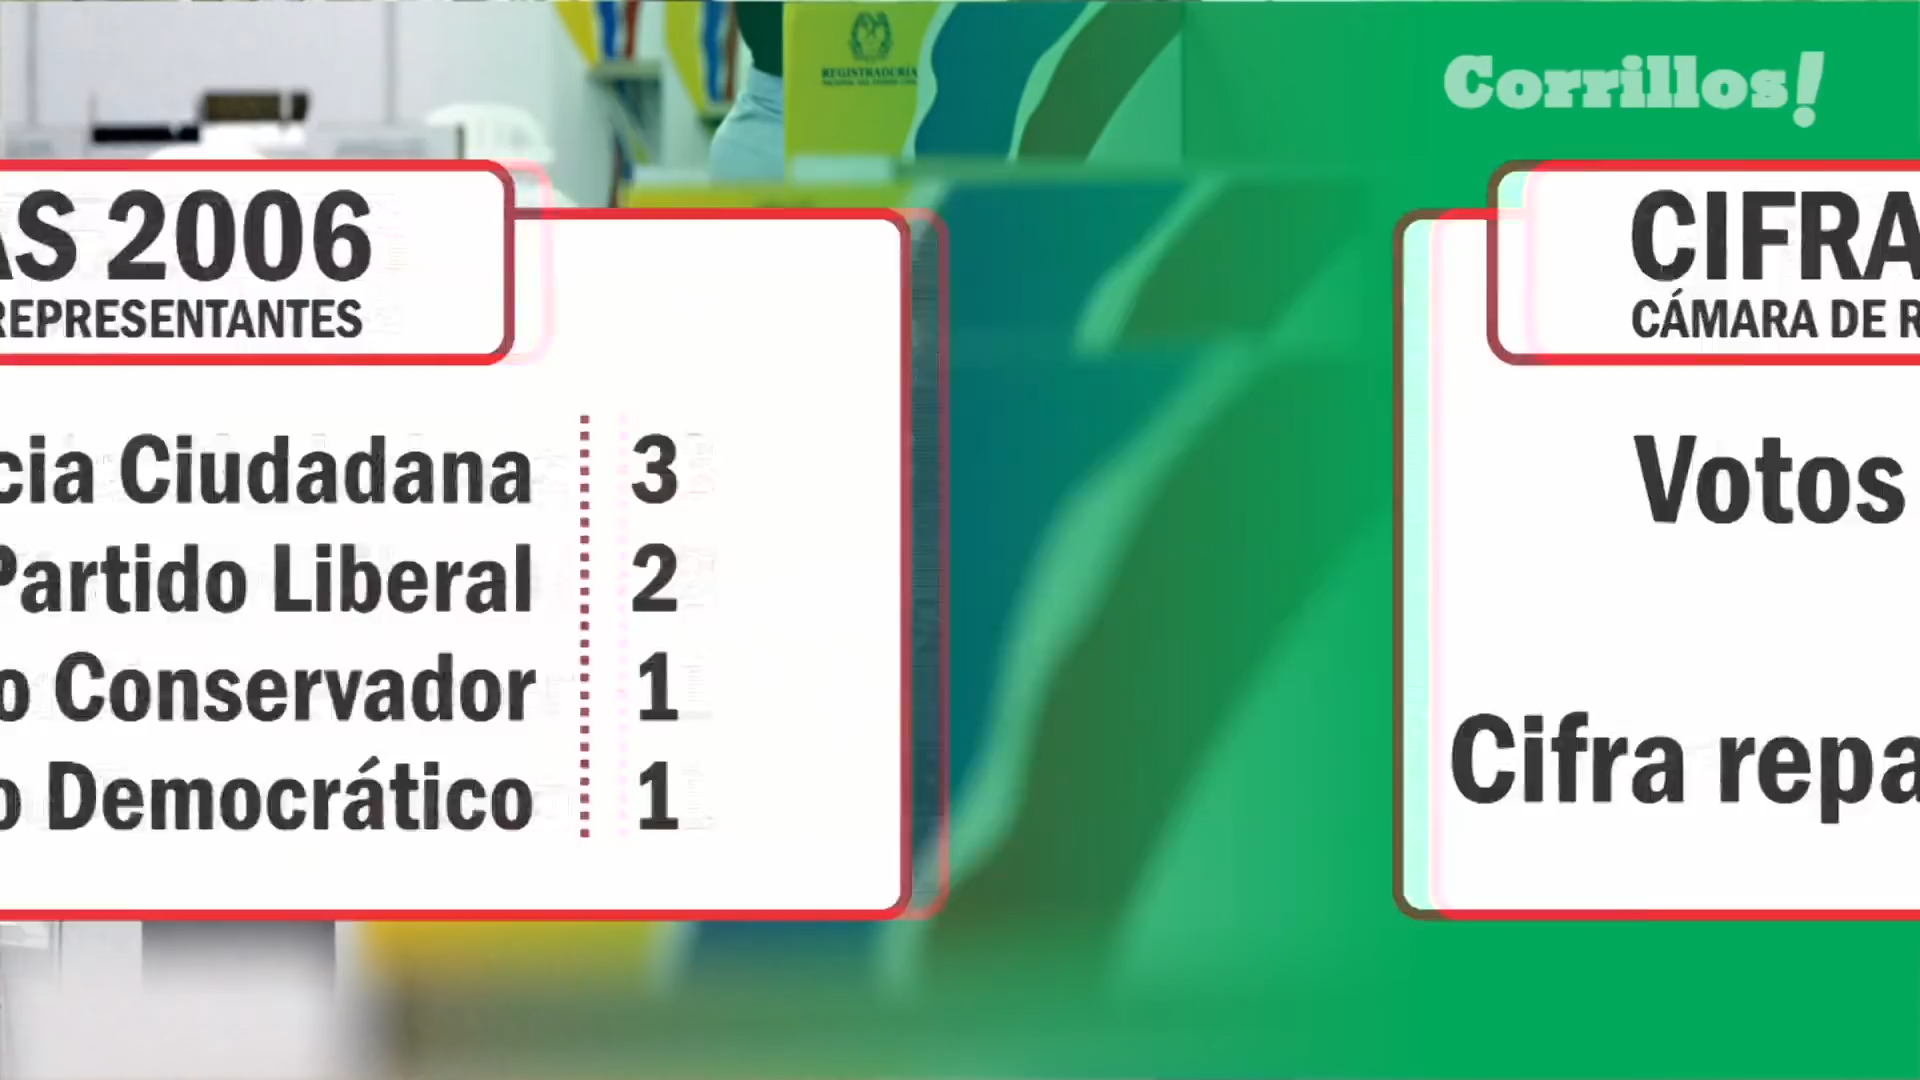 REGISTRADURÍA
Corrillos!
AS 2006
REPRESENTANTES
cia Ciudadana 3
Partido Liberal 2
o Conservador 1
o Democrático 1
CIFRA
CÁMARA DE R
Votos
Cifra repa